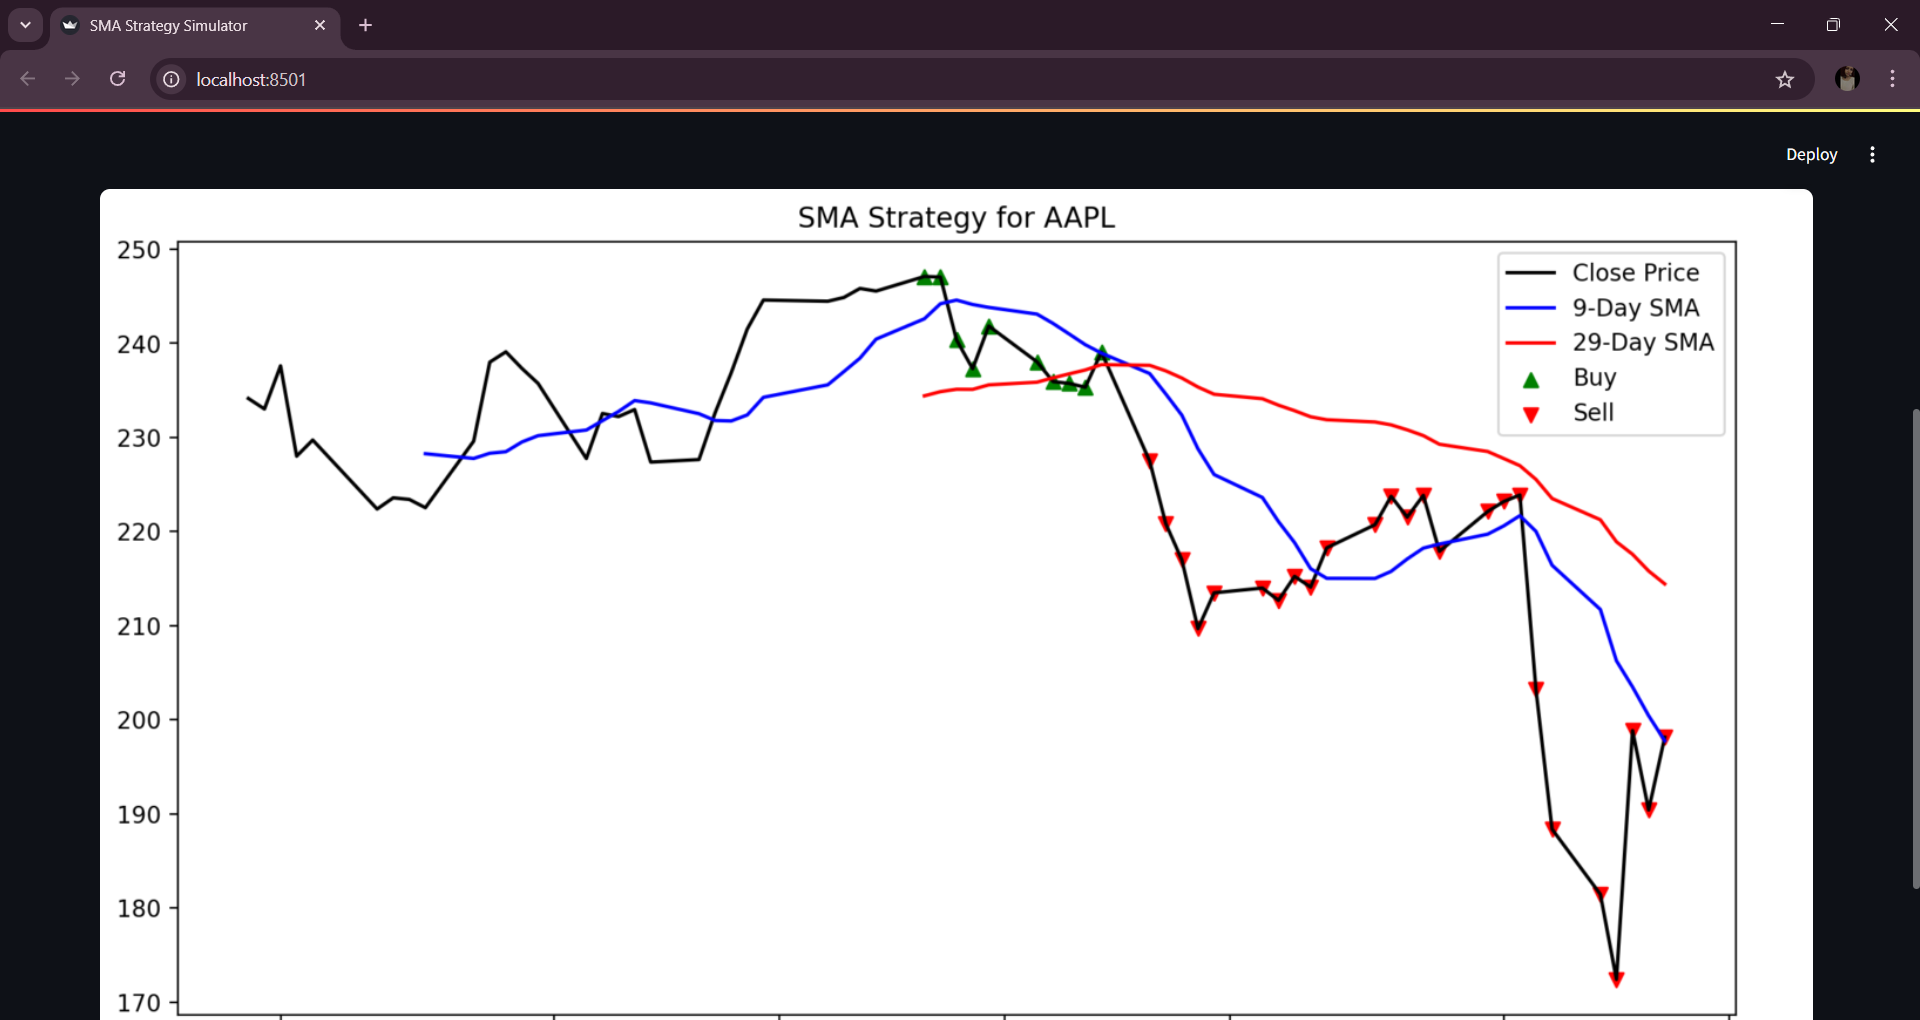 SMA Strategy Simulator
localhost:8501
Deploy
SMA Strategy for AAPL
250
240
230
220
210
200
190
180
170
Close Price
9-Day SMA
29-Day SMA
Buy
Sell